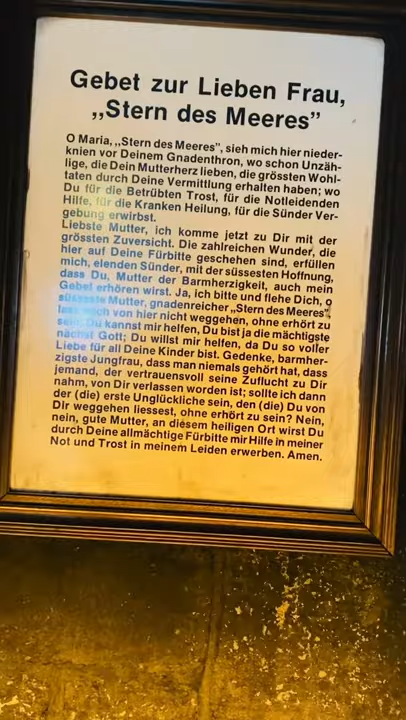 Gebet zur Lieben Frau,
,,Stern des Meeres”
O Maria, ,,Stern des Meeres”, sieh mich hier nieder-
knien vor Deinem Gnadenthron, wo schon Unzäh-
lige, die Dein Mutterherz lieben, die grössten Wohl-
taten durch Deine Vermittlung erhalten haben; wo
Du für die Betrübten Trost, für die Notleidenden
Hilfe, für die Kranken Heilung, für die Sünder Ver-
gebung erwirbst.
Liebste Mutter, ich komme jetzt zu Dir mit der
grössten Zuversicht. Die zahlreichen Wunder, die
hier auf Deine Fürbitte geschehen sind, erfüllen
mich, elenden Sünder, mit der süssesten Hoffnung,
dass Du, Mutter der Barmherzigkeit, auch mein
Gebet erhören wirst. Ja, ich bitte und flehe Dich, o
süsseste Mutter, gnadenreicher ,,Stern des Meeres”,
lass mich von hier nicht weggehen, ohne erhört zu
sein. Du kannst mir helfen, Du bist ja die mächtigste
nächst Gott; Du willst mir helfen, da Du so voller
Liebe für all Deine Kinder bist. Gedenke, barmher-
zigste Jungfrau, dass man niemals gehört hat, dass
jemand, der vertrauensvoll seine Zuflucht zu Dir
nahm, von Dir verlassen worden ist; sollte ich dann
der (die) erste Unglückliche sein, den (die) Du von
Dir weggehen liessest, ohne erhört zu sein? Nein,
nein, gute Mutter, an diesem heiligen Ort wirst Du
durch Deine allmächtige Fürbitte mir Hilfe in meiner
Not und Trost in meinem Leiden erwerben. Amen.